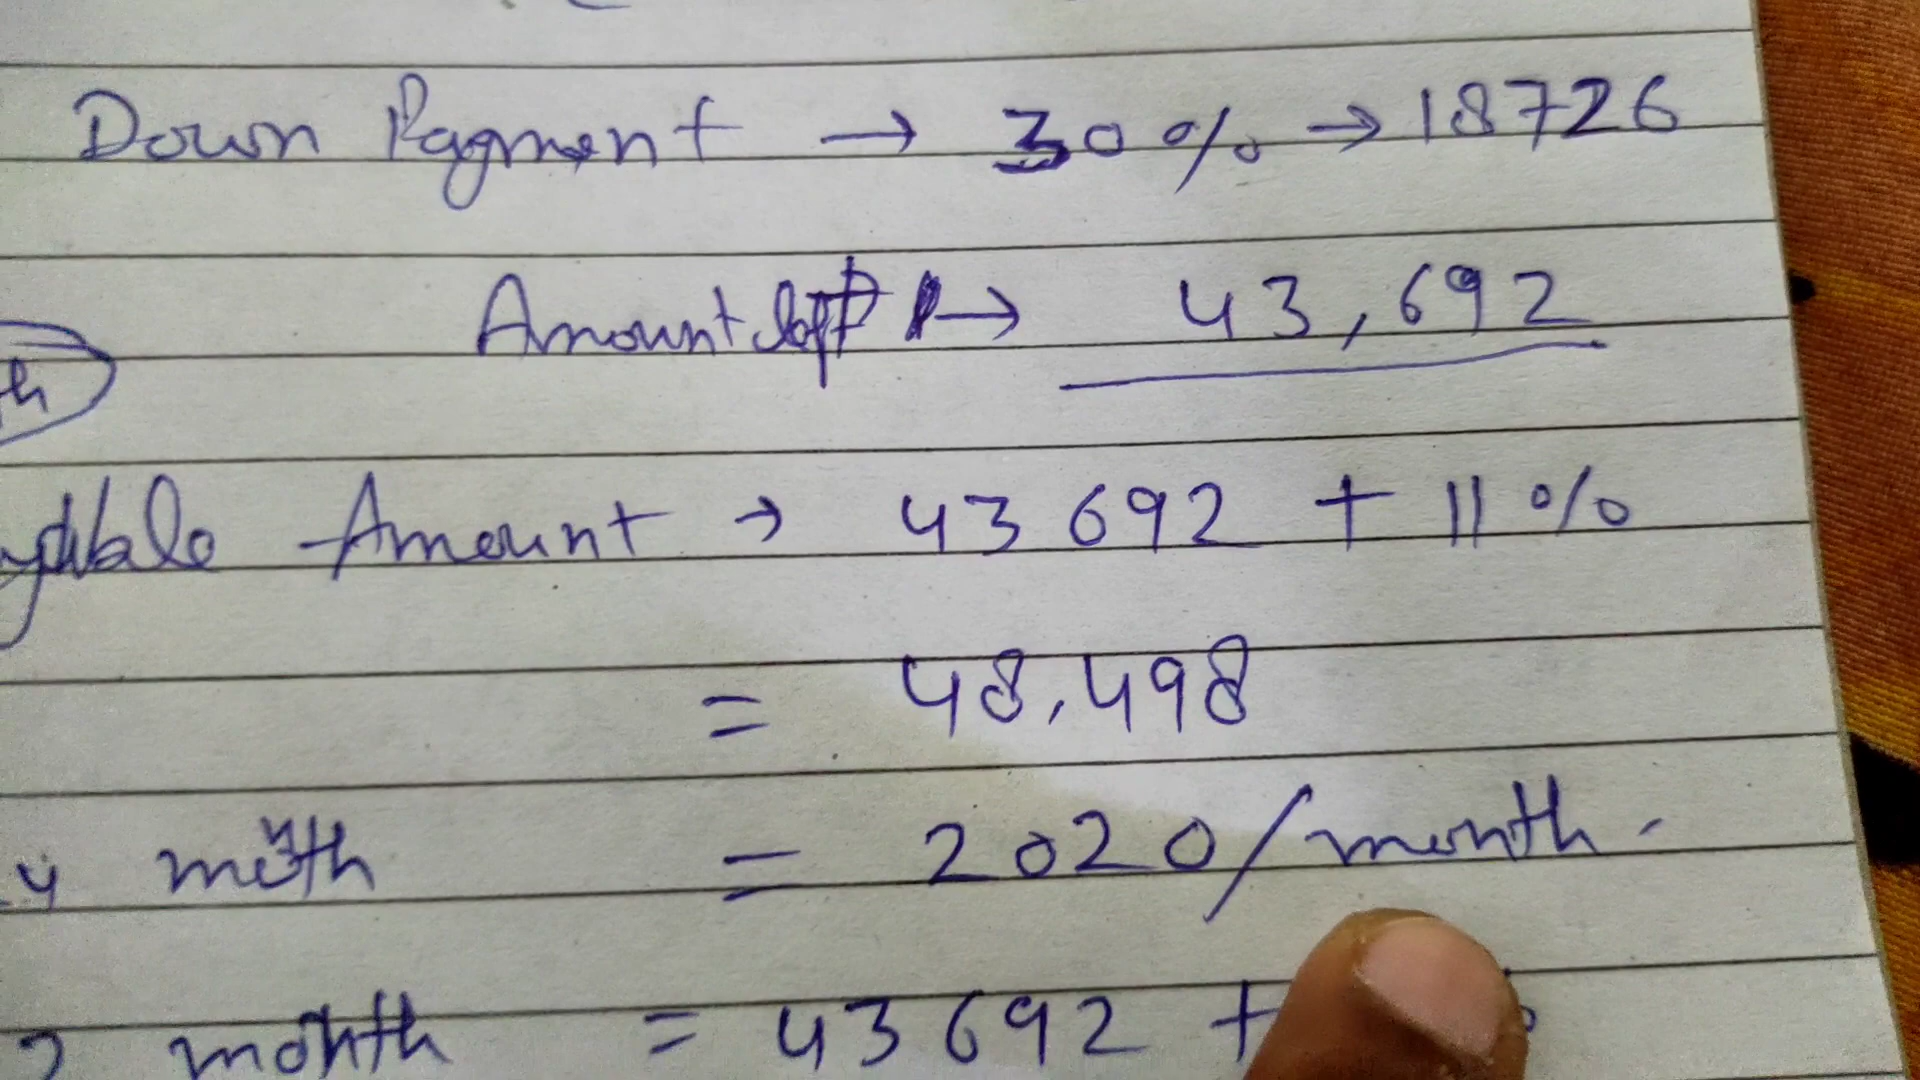 Down Payment → 30% → 18726
Amount left → 43,692
Amount → 43692 + 11%
= 48,498
month = 2020/month.
month = 43692 +